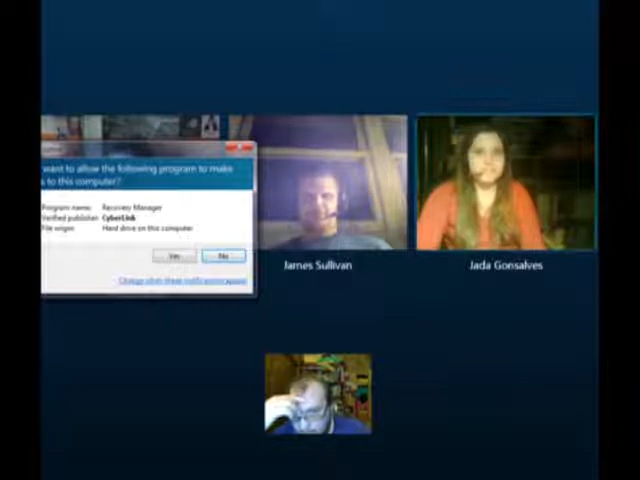 want to allow the following program to make
s to this computer?
Program name: Recovery Manager
Verified publisher: CyberLink
File origin: Hard drive on this computer
Yes No
Change when these notifications appear
James Sullivan Jada Gonsalves